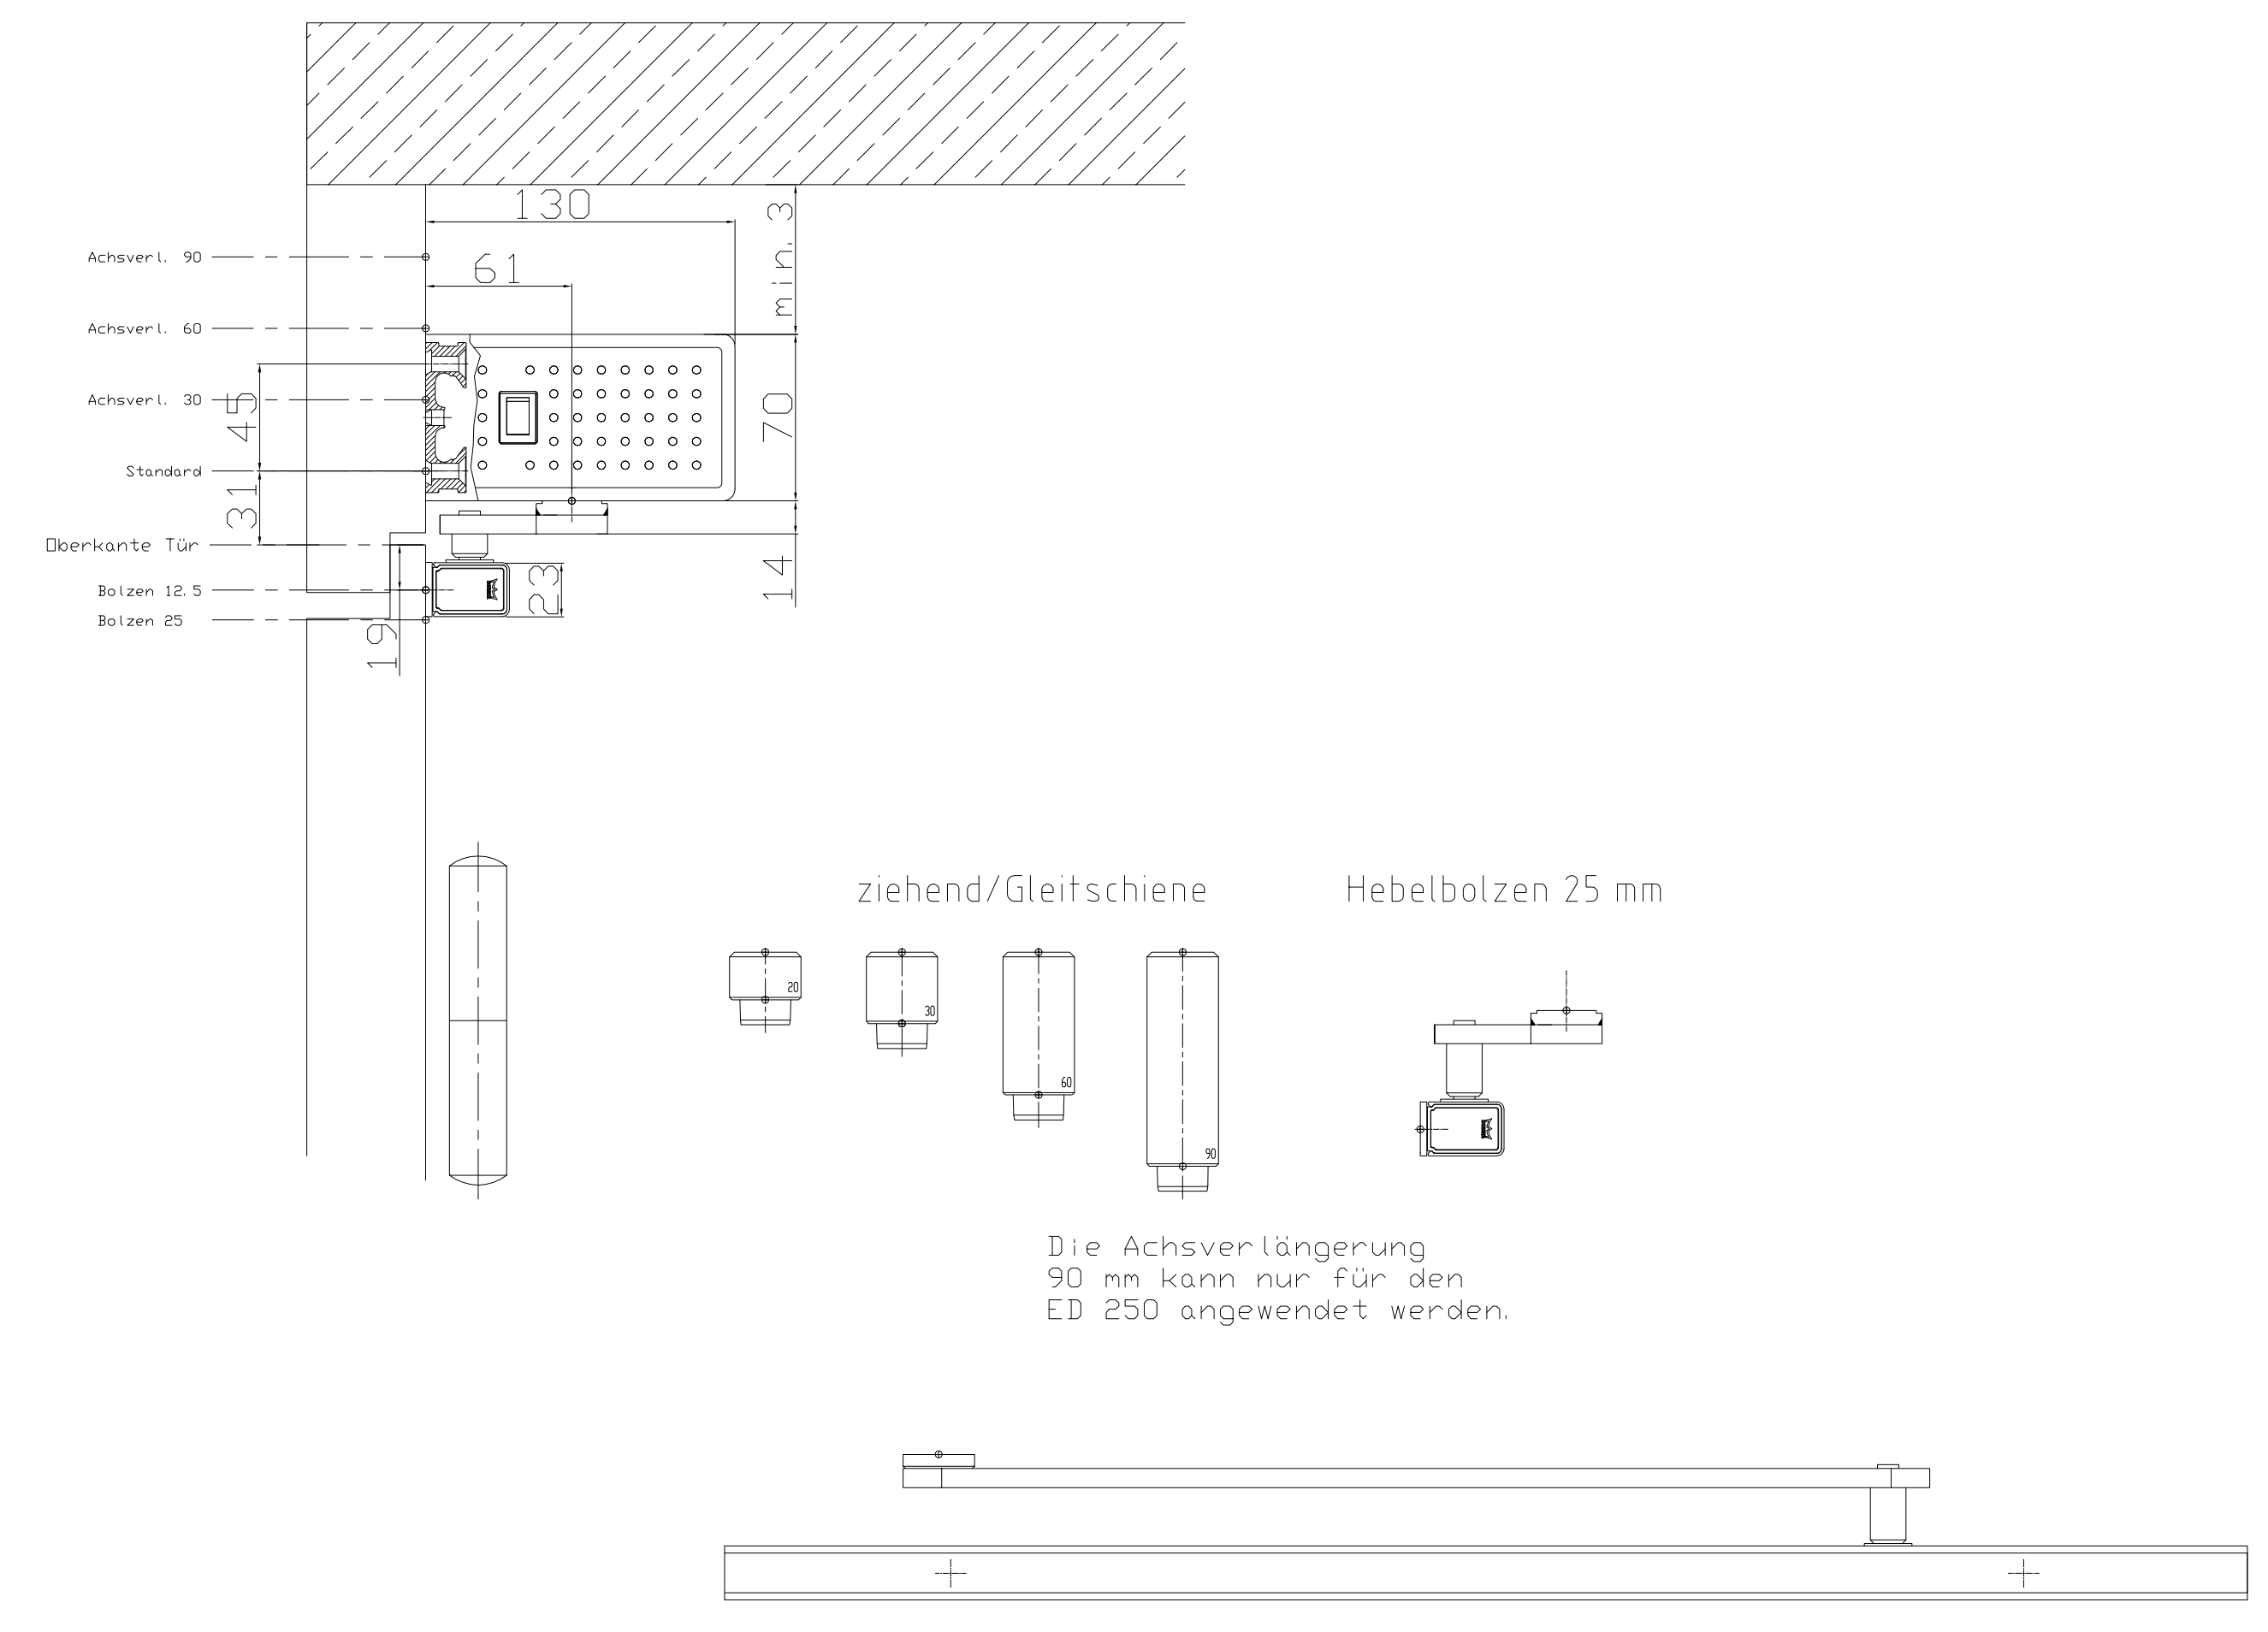 130
min. 3
Achsverl. 90
61
Achsverl. 60
Achsverl. 30
45
70
Standard
31
Oberkante Tür
14
23
Bolzen 12.5
Bolzen 25
19
ziehend/Gleitschiene
Hebelbolzen 25 mm
20
30
60
90
Die Achsverlängerung
90 mm kann nur für den
ED 250 angewendet werden.